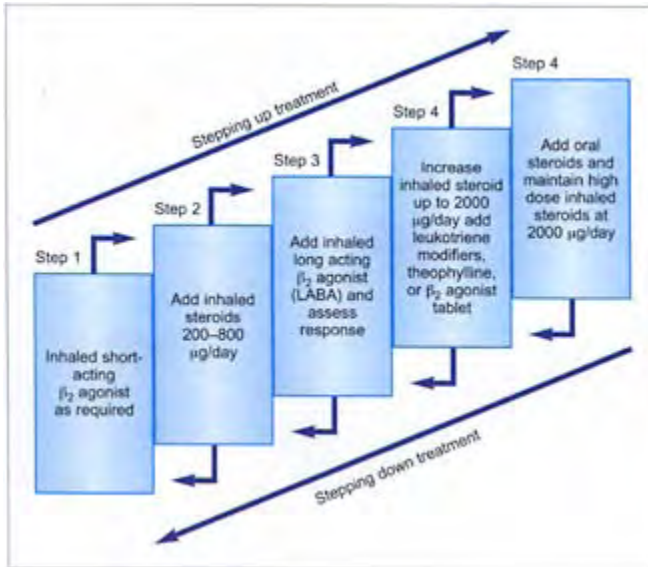 Stepping up treatment
Step 1
Inhaled short-
acting
β2 agonist
as required
Step 2
Add inhaled
steroids
200–800
μg/day
Step 3
Add inhaled
long acting
β2 agonist
(LABA) and
assess
response
Step 4
Increase
inhaled steroid
up to 2000
μg/day add
leukotriene
modifiers,
theophylline,
or β2 agonist
tablet
Step 4
Add oral
steroids and
maintain high
dose inhaled
steroids at
2000 μg/day
Stepping down treatment